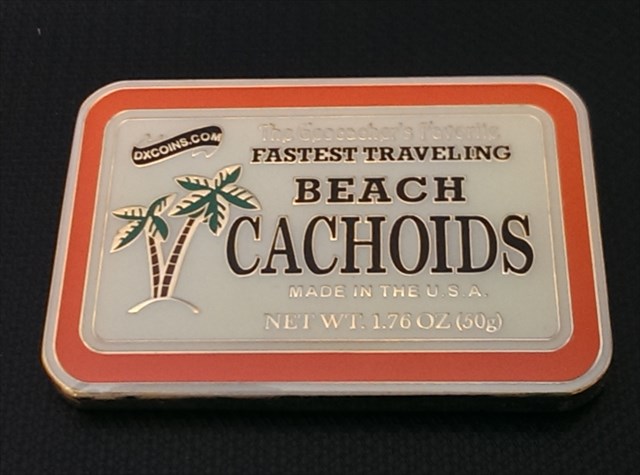 DXCOINS.COM
The Geocacher's Favorite
FASTEST TRAVELING
BEACH
CACHOIDS
MADE IN THE U.S.A.
NET WT. 1.76 OZ (50g)